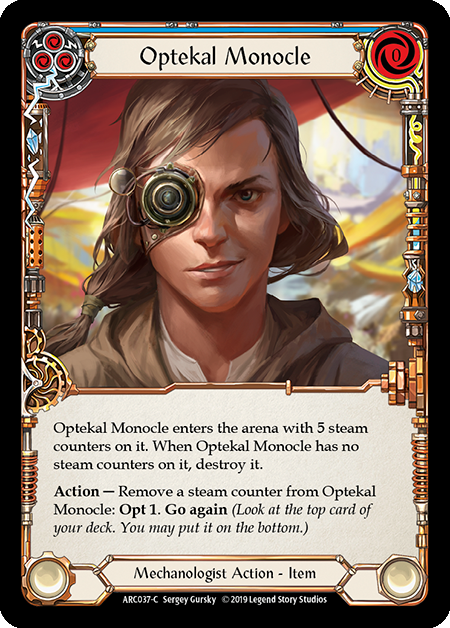 Optekal Monocle
0
Optekal Monocle enters the arena with 5 steam
counters on it. When Optekal Monocle has no
steam counters on it, destroy it.
Action — Remove a steam counter from Optekal
Monocle: Opt 1. Go again (Look at the top card of
your deck. You may put it on the bottom.)
Mechanologist Action - Item
ARC037-C Sergey Gursky © 2019 Legend Story Studios